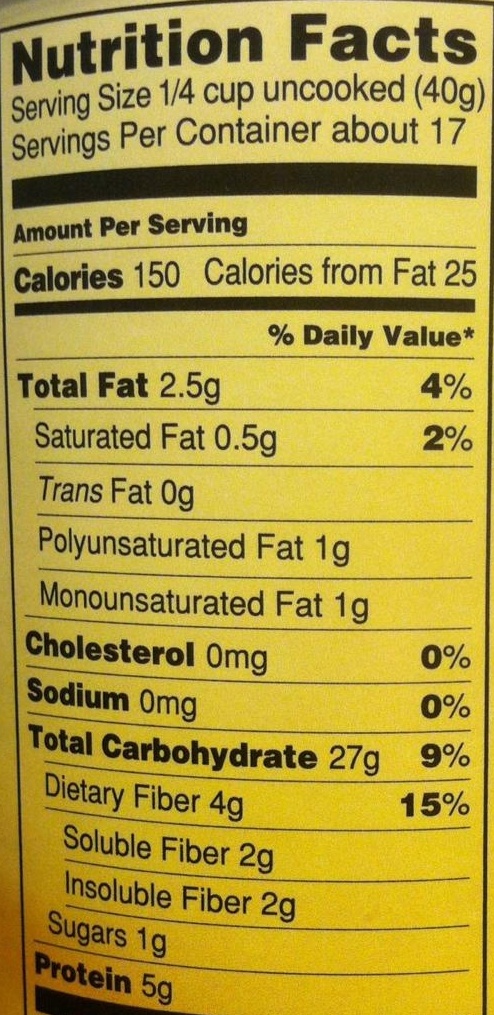 Nutrition Facts
Serving Size 1/4 cup uncooked (40g)
Servings Per Container about 17
Amount Per Serving
Calories 150 Calories from Fat 25
% Daily Value*
Total Fat 2.5g 4%
Saturated Fat 0.5g 2%
Trans Fat 0g
Polyunsaturated Fat 1g
Monounsaturated Fat 1g
Cholesterol 0mg 0%
Sodium 0mg 0%
Total Carbohydrate 27g 9%
Dietary Fiber 4g 15%
Soluble Fiber 2g
Insoluble Fiber 2g
Sugars 1g
Protein 5g